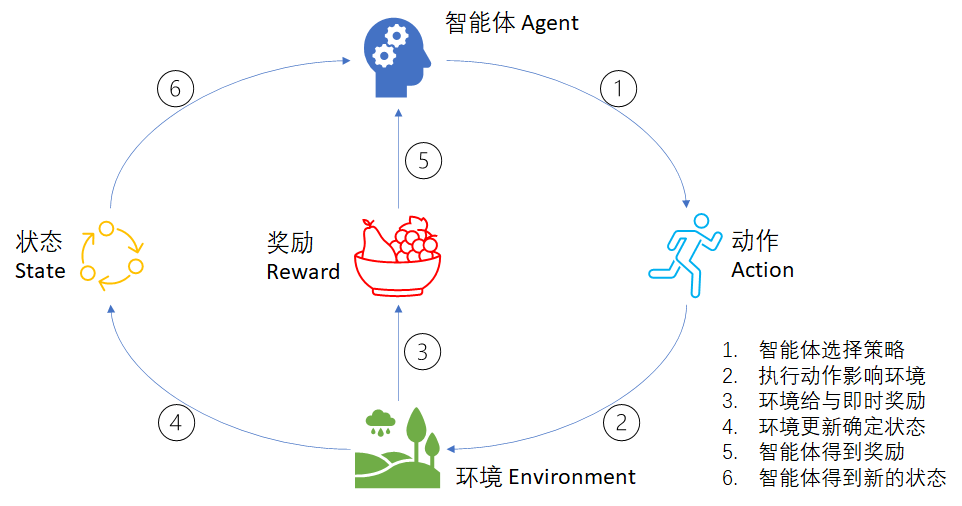 智能体 Agent
6
1
5
状态
State
奖励
Reward
动作
Action
3
4
2
环境 Environment
1. 智能体选择策略
2. 执行动作影响环境
3. 环境给与即时奖励
4. 环境更新确定状态
5. 智能体得到奖励
6. 智能体得到新的状态